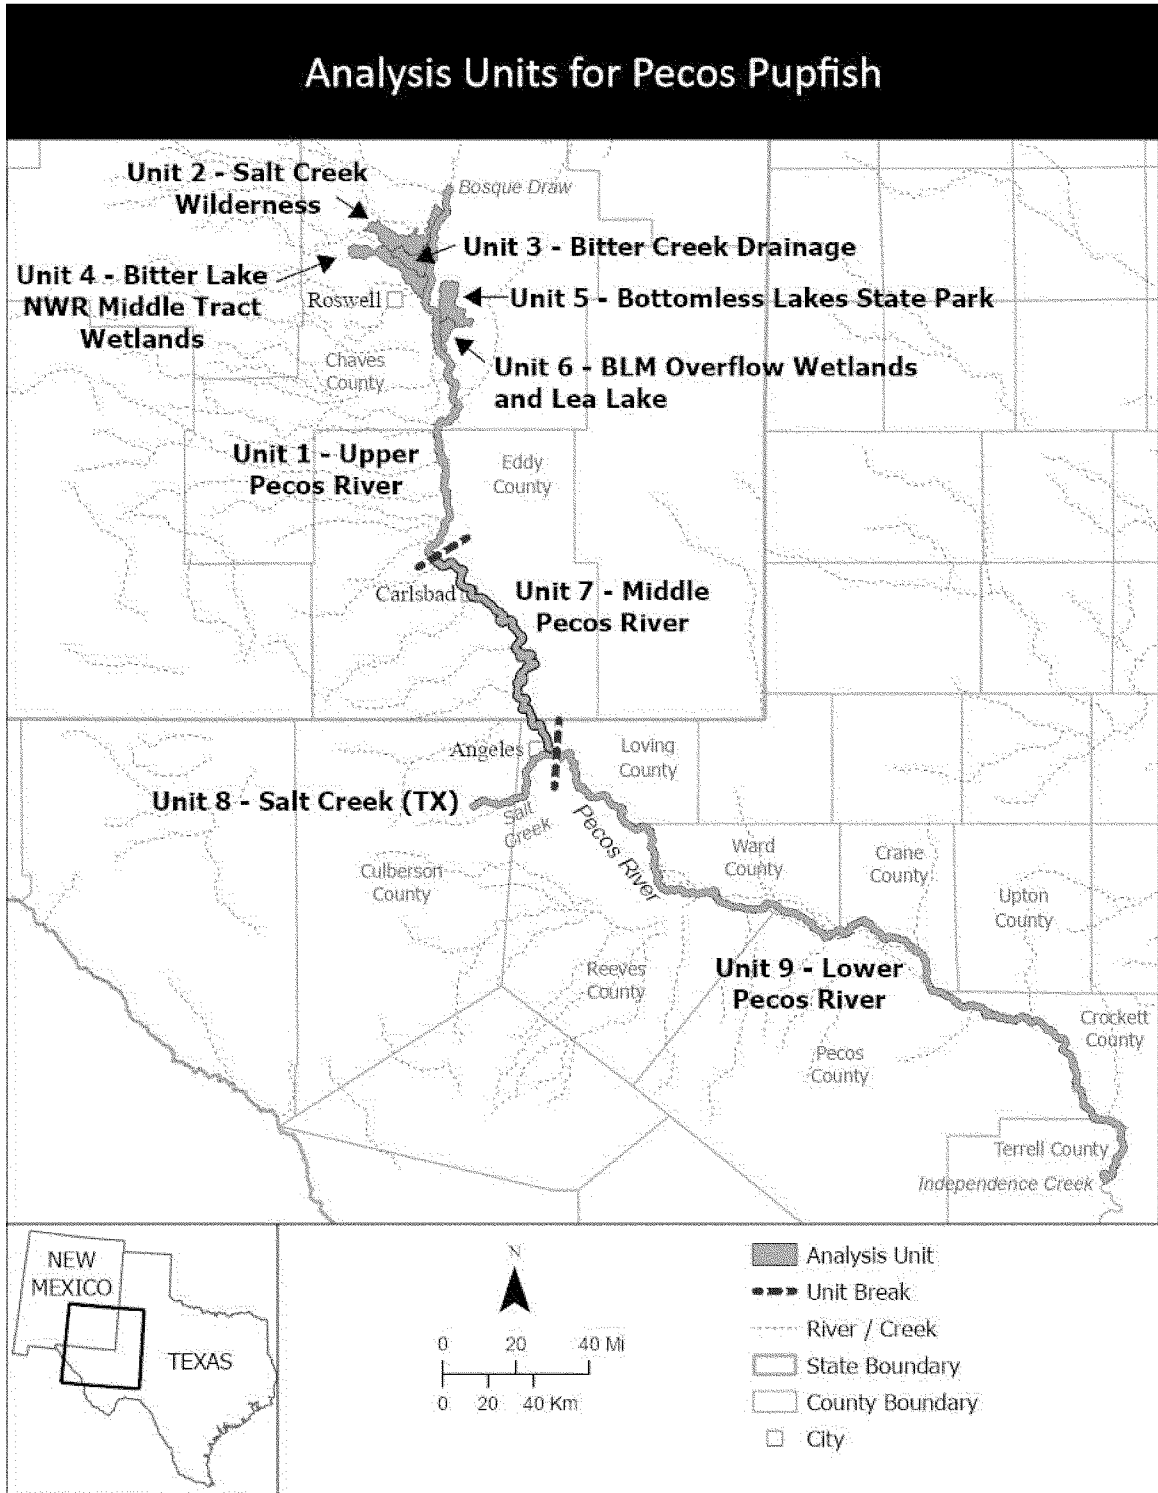 Analysis Units for Pecos Pupfish
Unit 2 - Salt Creek
Wilderness
Bosque Draw
Unit 3 - Bitter Creek Drainage
Unit 4 - Bitter Lake
NWR Middle Tract
Wetlands
Roswell
Unit 5 - Bottomless Lakes State Park
Chaves
County
Unit 6 - BLM Overflow Wetlands
and Lea Lake
Unit 1 - Upper
Pecos River
Eddy
County
Carlsbad
Unit 7 - Middle
Pecos River
Angeles
Loving
County
Unit 8 - Salt Creek (TX)
Salt
Creek
Pecos River
Ward
County
Crane
County
Culberson
County
Upton
County
Reeves
County
Unit 9 - Lower
Pecos River
Crockett
County
Pecos
County
Terrell County
Independence Creek
NEW
MEXICO
TEXAS
N
0 20 40 Mi
0 20 40 Km
Analysis Unit
Unit Break
River / Creek
State Boundary
County Boundary
City